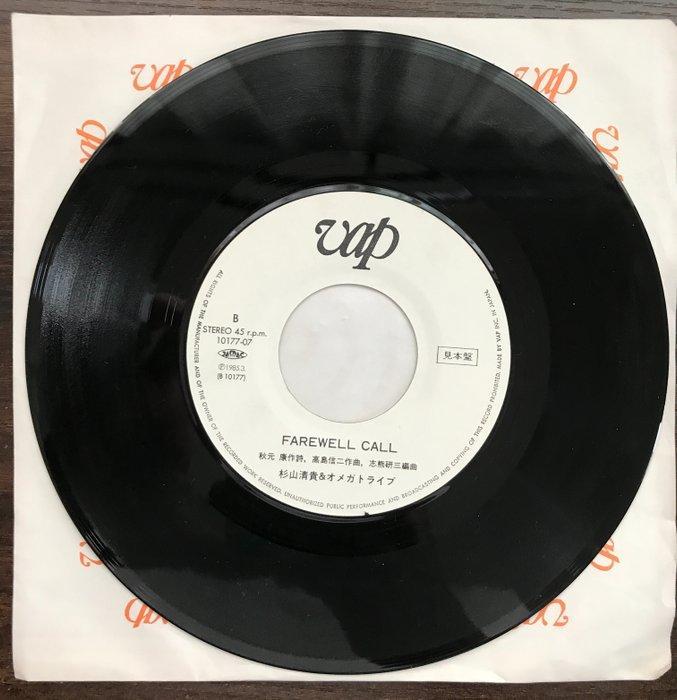 vap
vap
vap
B
STEREO 45 r.p.m.
10177-07
JASRAC
Ⓟ1985.3.
(B 10177)
見本盤
FAREWELL CALL
秋元 康作詩, 高島信二作曲, 志熊研三編曲
杉山清貴&オメガトライブ
ALL RIGHTS OF THE MANUFACTURER AND OF THE OWNER OF THE RECORDED WORK RESERVED. UNAUTHORIZED PUBLIC PERFORMANCE AND BROADCASTING AND COPYING OF THIS RECORD PROHIBITED. MADE BY VAP INC. IN JAPAN.